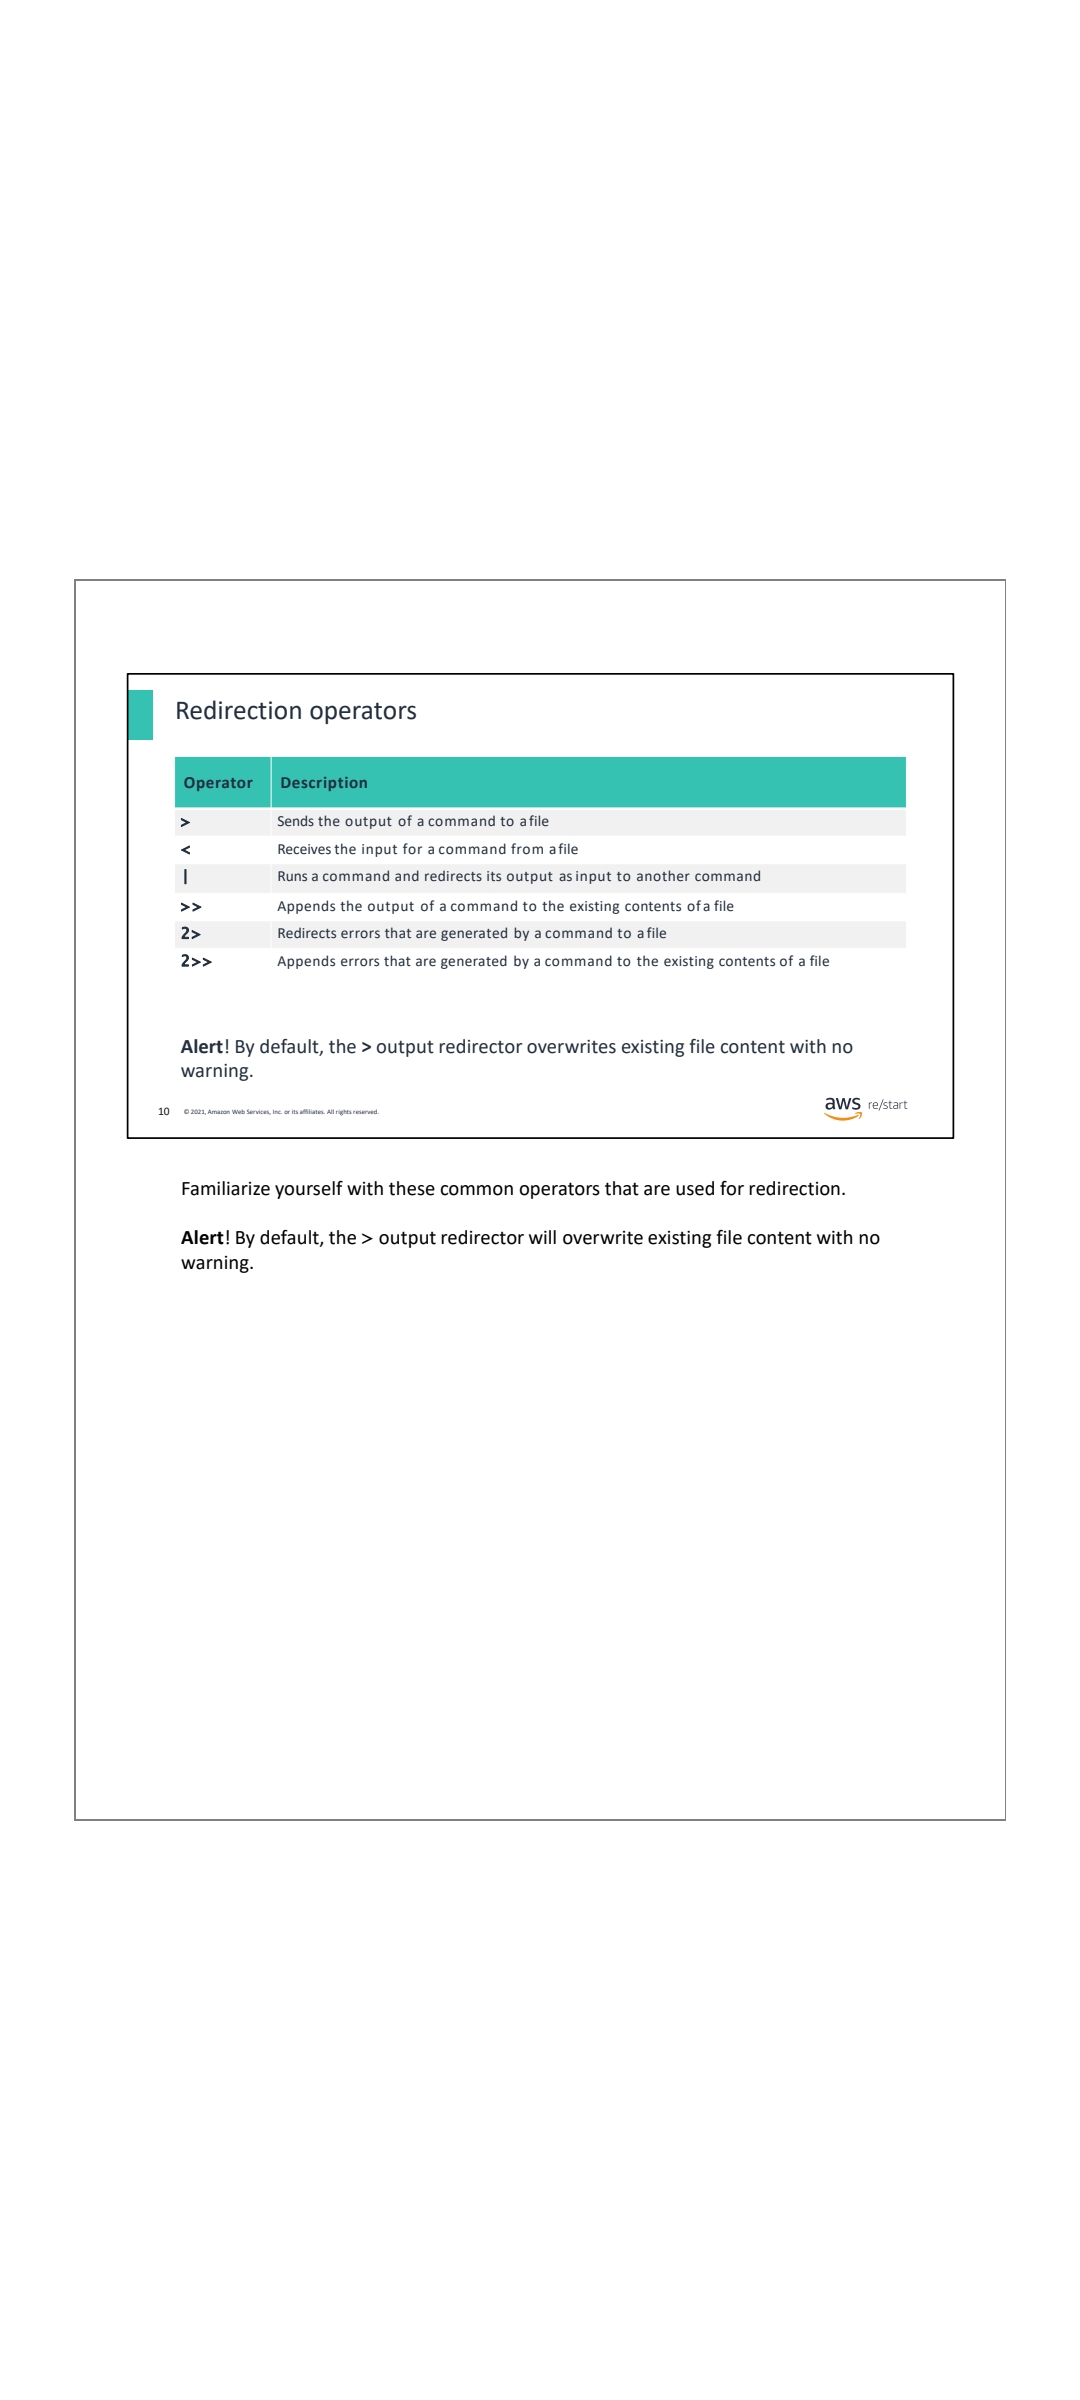 Redirection operators
Operator Description
> Sends the output of a command to a file
< Receives the input for a command from a file
| Runs a command and redirects its output as input to another command
>> Appends the output of a command to the existing contents of a file
2> Redirects errors that are generated by a command to a file
2>> Appends errors that are generated by a command to the existing contents of a file
Alert! By default, the > output redirector overwrites existing file content with no
warning.
10 © 2021, Amazon Web Services, Inc. or its affiliates. All rights reserved.
aws re/start
Familiarize yourself with these common operators that are used for redirection.
Alert! By default, the > output redirector will overwrite existing file content with no
warning.